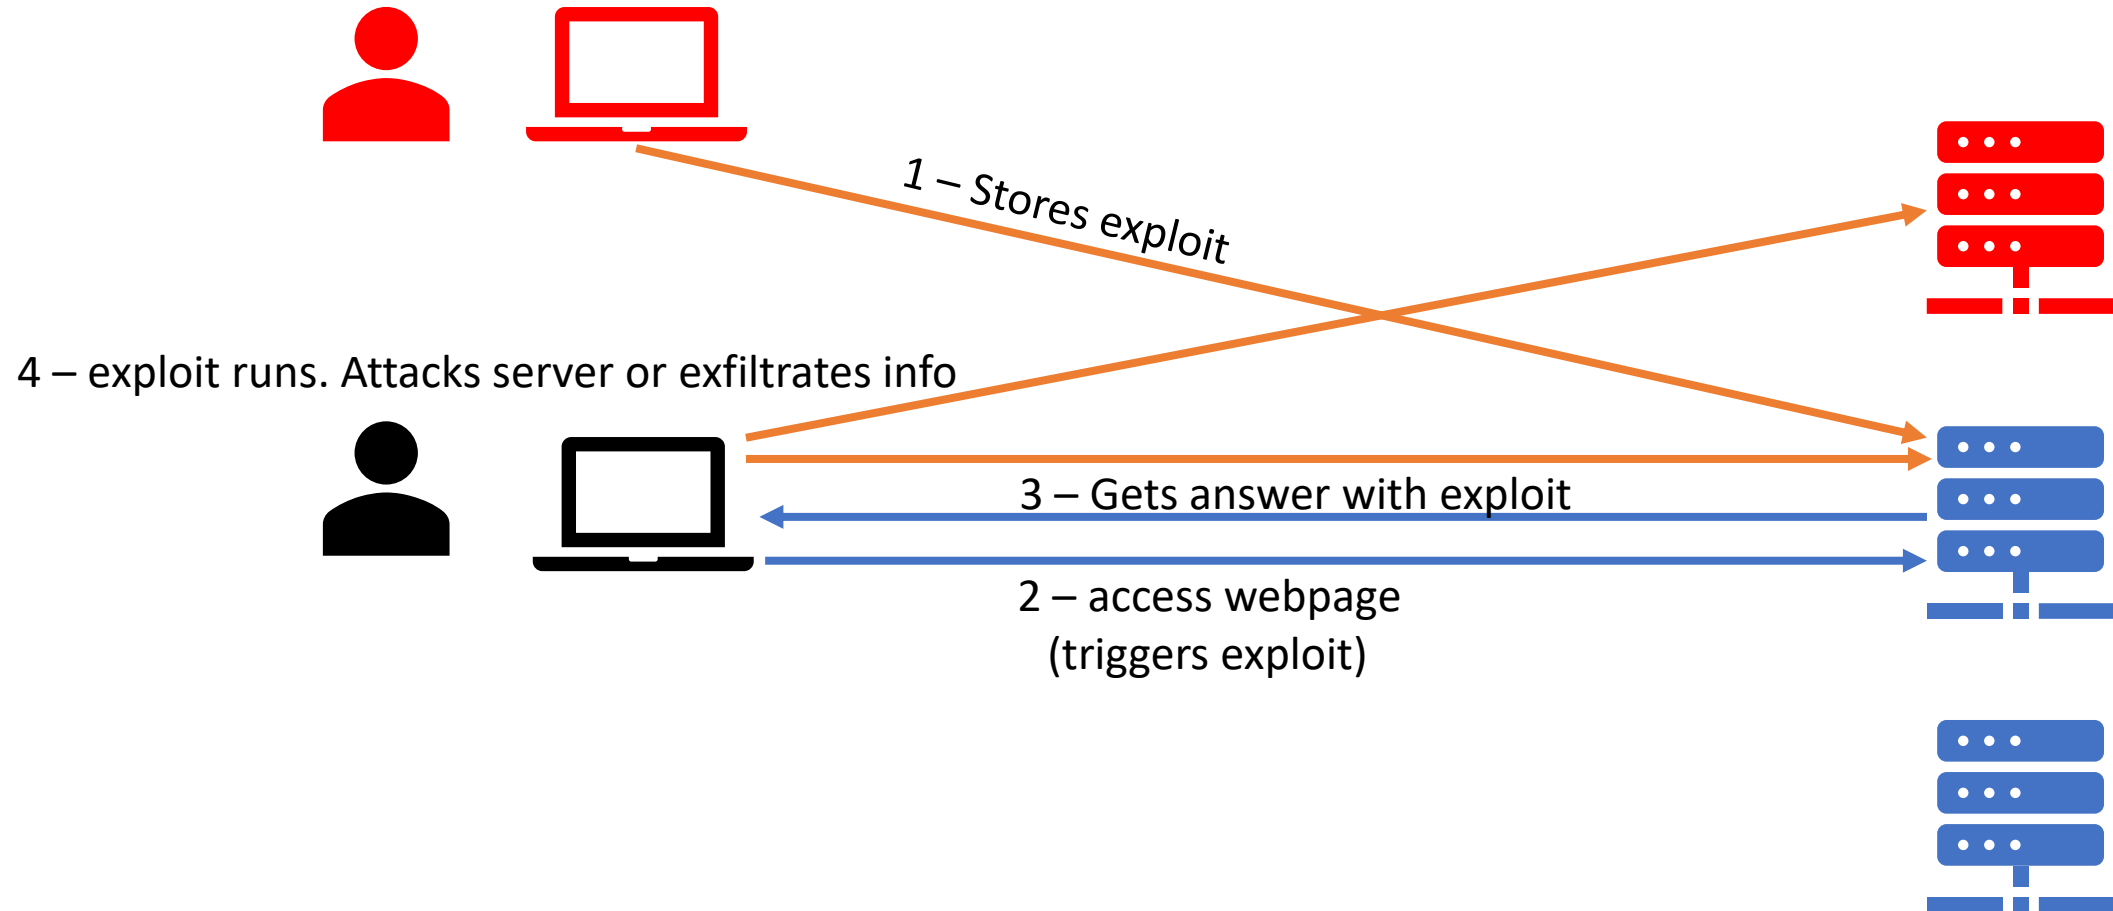 1 – Stores exploit
4 – exploit runs. Attacks server or exfiltrates info
3 – Gets answer with exploit
2 – access webpage
(triggers exploit)